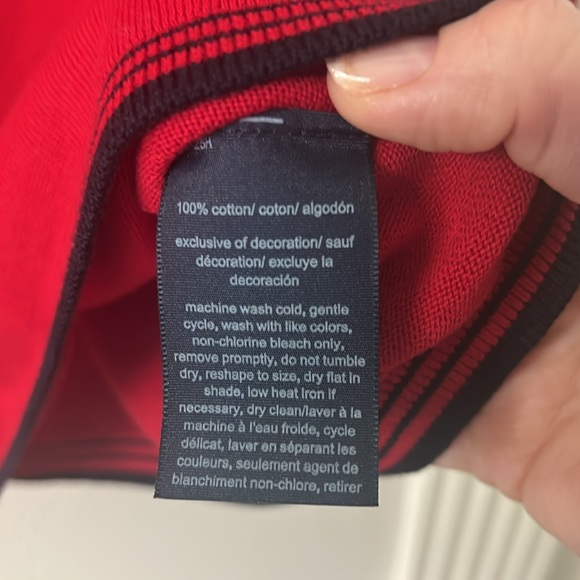 100% cotton/ coton/ algodón
exclusive of decoration/ sauf
décoration/ excluye la
decoración
machine wash cold, gentle
cycle, wash with like colors,
non-chlorine bleach only,
remove promptly, do not tumble
dry, reshape to size, dry flat in
shade, low heat iron if
necessary, dry clean/laver à la
machine à l'eau froide, cycle
délicat, laver en séparant les
couleurs, seulement agent de
blanchiment non-chlore, retirer